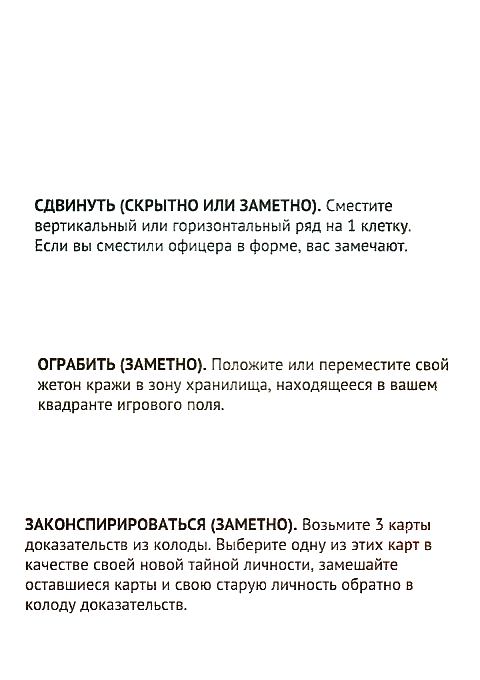 СДВИНУТЬ (СКРЫТНО ИЛИ ЗАМЕТНО). Сместите
вертикальный или горизонтальный ряд на 1 клетку.
Если вы сместили офицера в форме, вас замечают.
ОГРАБИТЬ (ЗАМЕТНО). Положите или переместите свой
жетон кражи в зону хранилища, находящееся в вашем
квадранте игрового поля.
ЗАКОНСПИРИРОВАТЬСЯ (ЗАМЕТНО). Возьмите 3 карты
доказательств из колоды. Выберите одну из этих карт в
качестве своей новой тайной личности, замешайте
оставшиеся карты и свою старую личность обратно в
колоду доказательств.